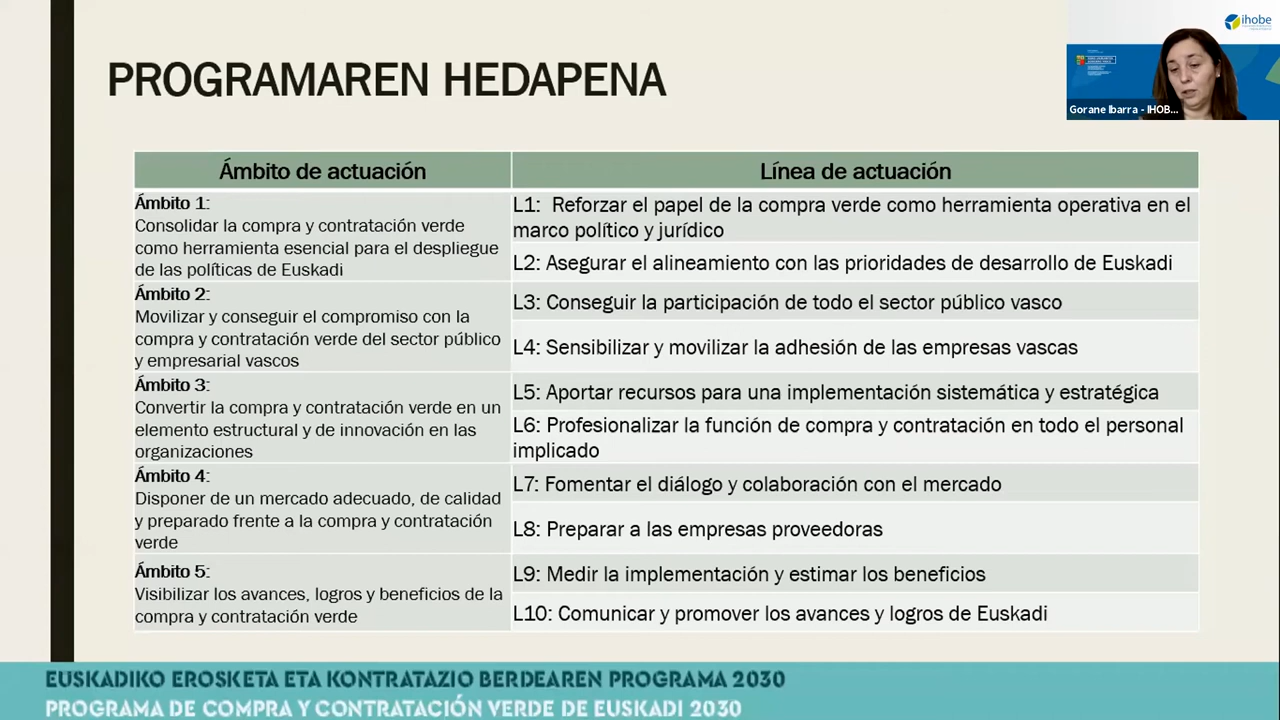 ihobe
PROGRAMAREN HEDAPENA
Gorane Ibarra - IHOB...
Ámbito de actuación
Línea de actuación
Ámbito 1:
Consolidar la compra y contratación verde
como herramienta esencial para el despliegue
de las políticas de Euskadi
L1: Reforzar el papel de la compra verde como herramienta operativa en el
marco político y jurídico
L2: Asegurar el alineamiento con las prioridades de desarrollo de Euskadi
Ámbito 2:
Movilizar y conseguir el compromiso con la
compra y contratación verde del sector público
y empresarial vascos
L3: Conseguir la participación de todo el sector público vasco
L4: Sensibilizar y movilizar la adhesión de las empresas vascas
Ámbito 3:
Convertir la compra y contratación verde en un
elemento estructural y de innovación en las
organizaciones
L5: Aportar recursos para una implementación sistemática y estratégica
L6: Profesionalizar la función de compra y contratación en todo el personal
implicado
Ámbito 4:
Disponer de un mercado adecuado, de calidad
y preparado frente a la compra y contratación
verde
L7: Fomentar el diálogo y colaboración con el mercado
L8: Preparar a las empresas proveedoras
Ámbito 5:
Visibilizar los avances, logros y beneficios de la
compra y contratación verde
L9: Medir la implementación y estimar los beneficios
L10: Comunicar y promover los avances y logros de Euskadi
EUSKADIKO EROSKETA ETA KONTRATAZIO BERDEAREN PROGRAMA 2030
PROGRAMA DE COMPRA Y CONTRATACIÓN VERDE DE EUSKADI 2030